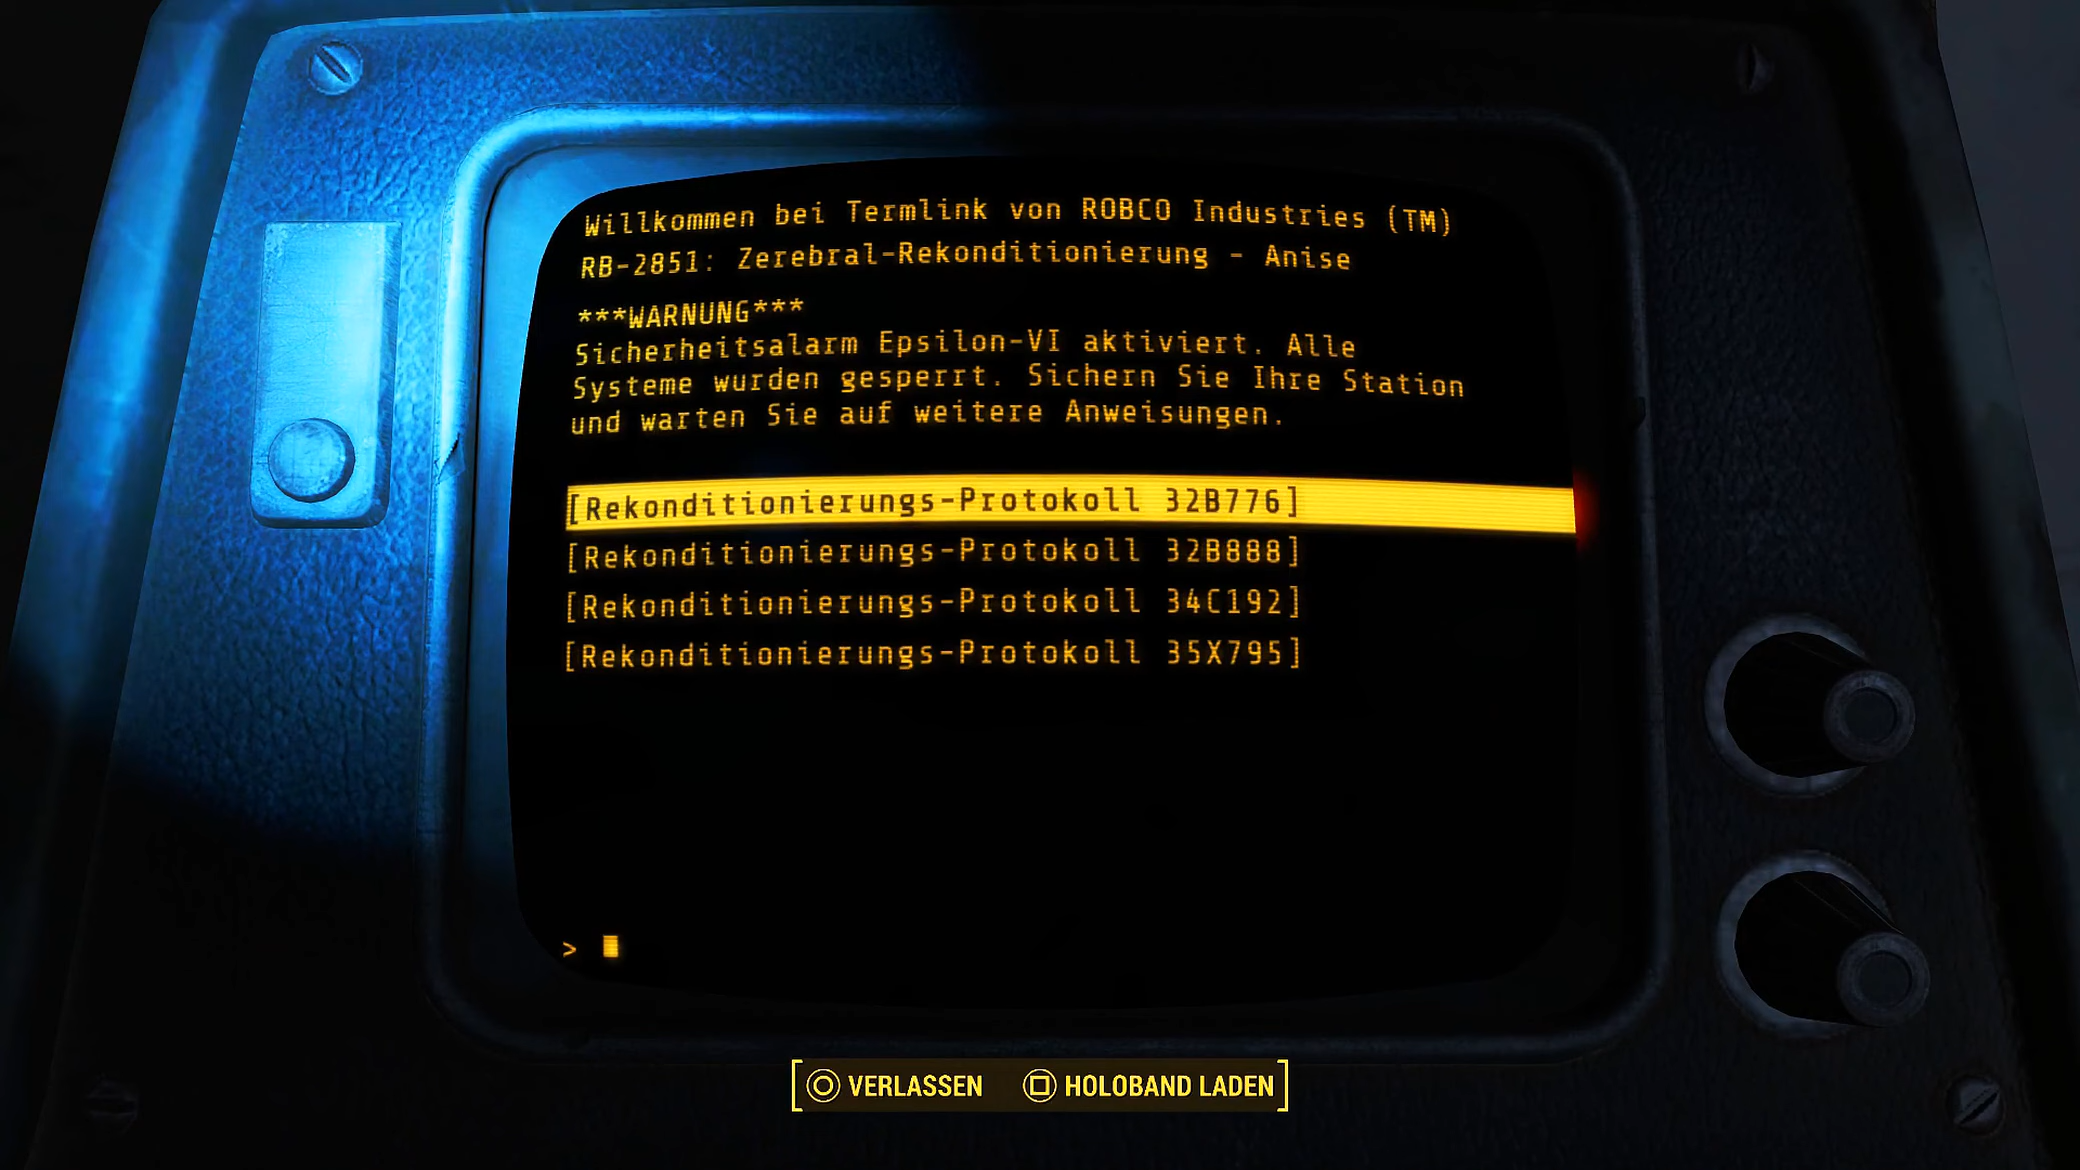 Willkommen bei Termlink von ROBCO Industries (TM)
RB-2851: Zerebral-Rekonditionierung - Anise
***WARNUNG***
Sicherheitsalarm Epsilon-VI aktiviert. Alle
Systeme wurden gesperrt. Sichern Sie Ihre Station
und warten Sie auf weitere Anweisungen.
[Rekonditionierungs-Protokoll 32B776]
[Rekonditionierungs-Protokoll 32B888]
[Rekonditionierungs-Protokoll 34C192]
[Rekonditionierungs-Protokoll 35X795]
>
VERLASSEN HOLOBAND LADEN